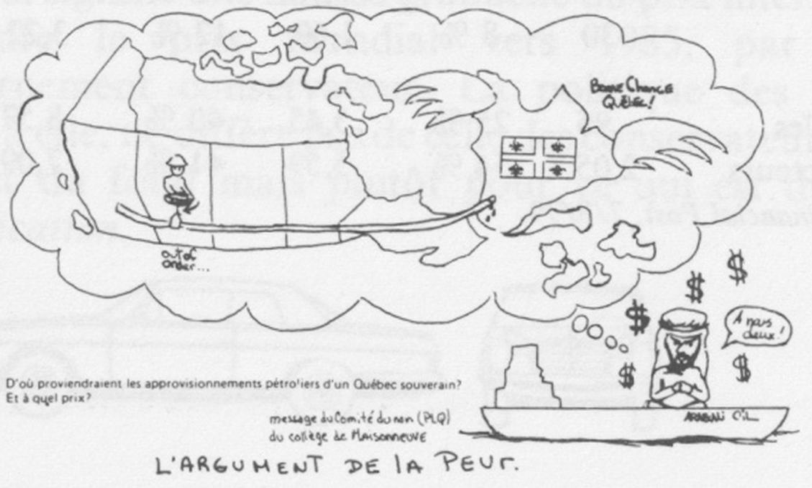 Bonne Chance
Québec!
out of
order...
$
$
$
$
$
À nous
deux!
ARABIAN OIL
D'où proviendraient les approvisionnements pétroliers d'un Québec souverain?
Et à quel prix?
message du Comité du non (PLQ)
du collège de Maisonneuve
L'ARGUMENT DE LA PEUR.